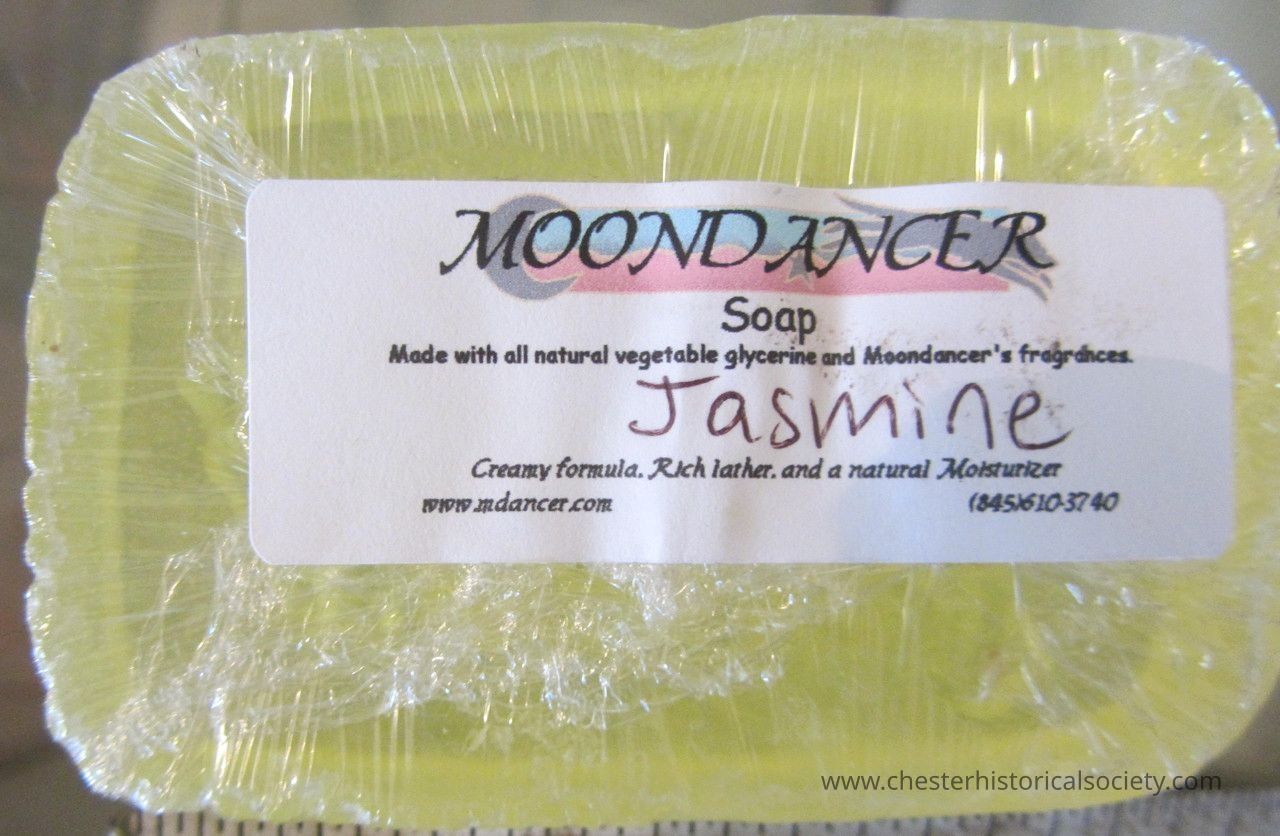 MOONDANCER
Soap
Made with all natural vegetable glycerine and Moondancer's fragrances.
Jasmine
Creamy formula. Rich lather. and a natural Moisturizer
www.mdancer.com (845)610-3740
www.chesterhistoricalsociety.com